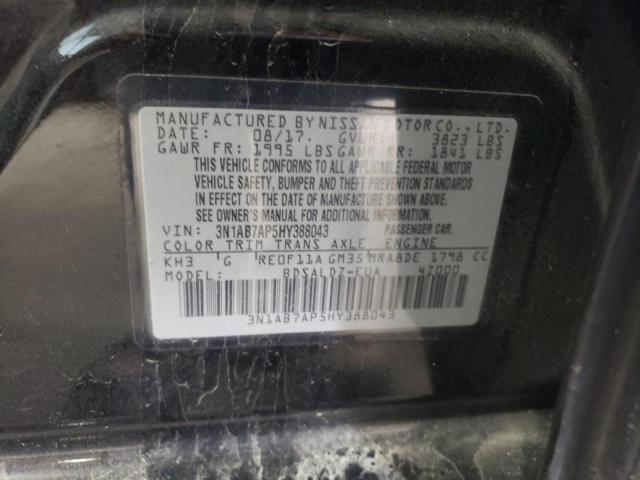 MANUFACTURED BY NISSAN MOTOR CO., LTD.
DATE: 08/17. GVWR: 3823 LBS
GAWR FR: 1995 LBS GAWR RR: 1841 LBS
THIS VEHICLE CONFORMS TO ALL APPLICABLE FEDERAL MOTOR
VEHICLE SAFETY, BUMPER AND THEFT PREVENTION STANDARDS
IN EFFECT ON THE DATE OF MANUFACTURE SHOWN ABOVE.
SEE OWNER'S MANUAL FOR ADDITIONAL INFORMATION.
VIN: 3N1AB7AP5HY388043 PASSENGER CAR.
COLOR TRIM TRANS AXLE ENGINE
KH3 G RE0F11A GM35 MRA8DE 1798 CC
MODEL: BDSALDZ-EUA 4Z000
3N1AB7AP5HY388043